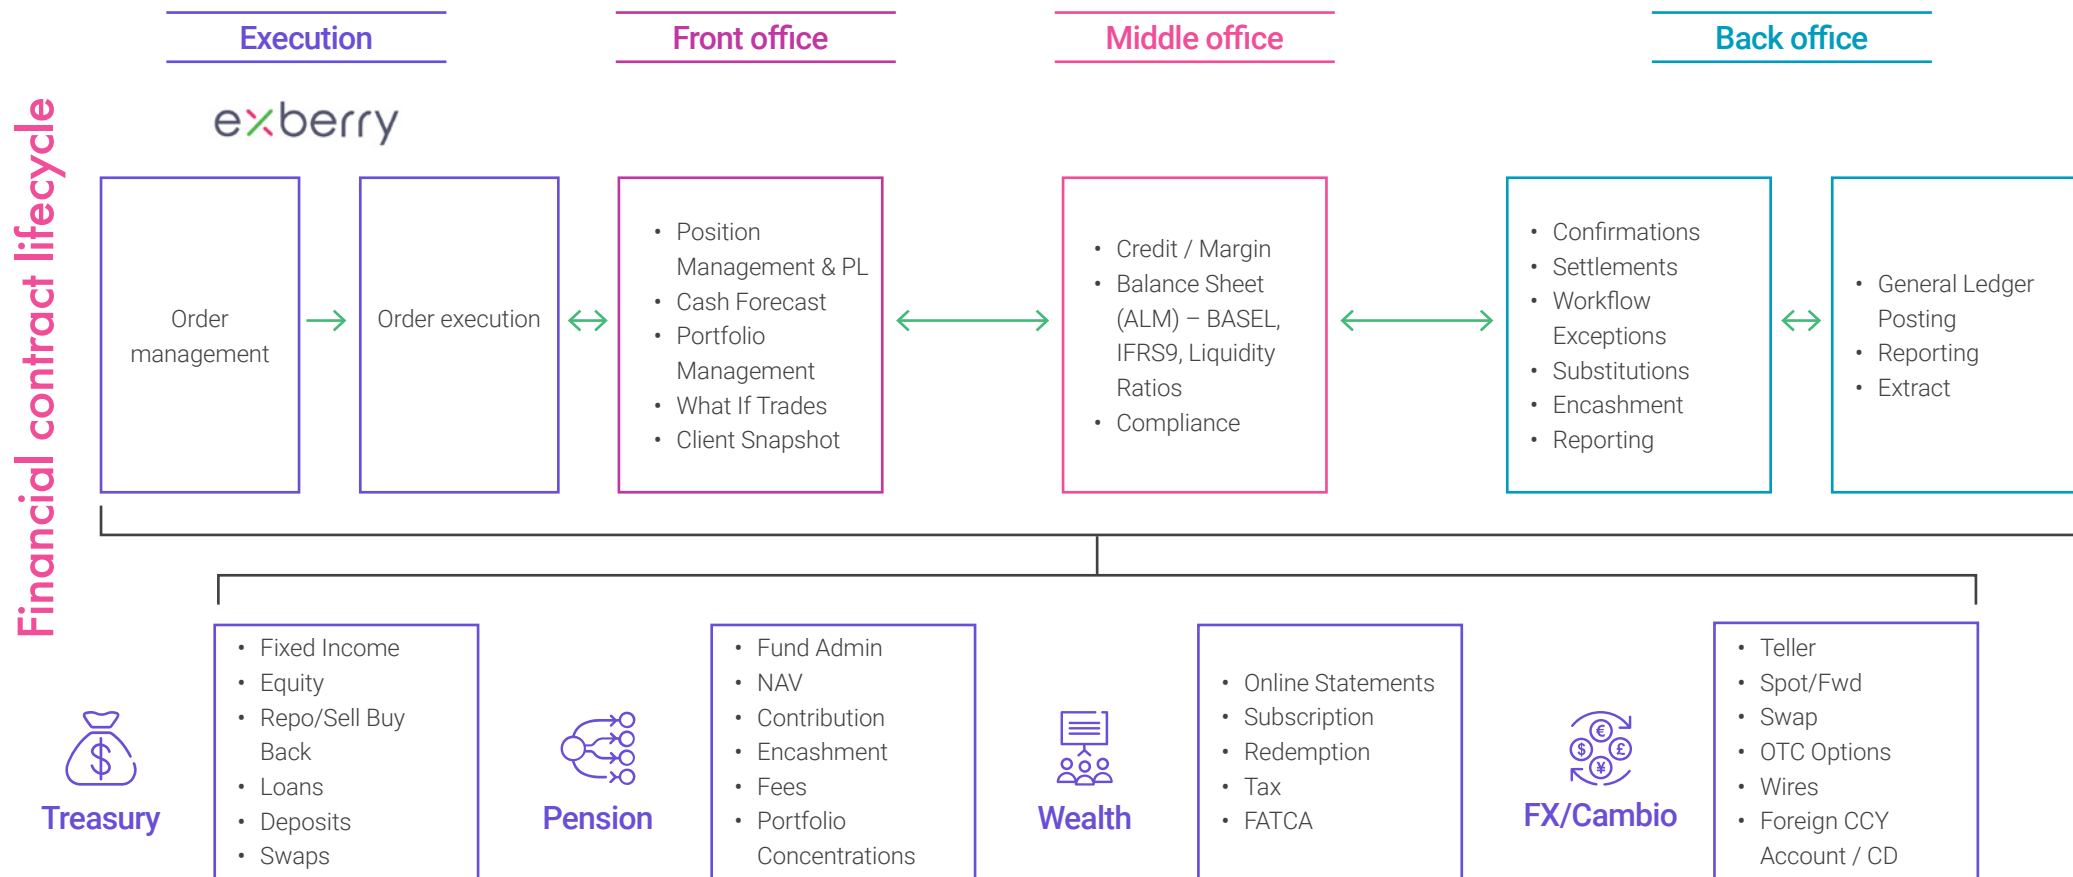 Execution
Front office
Middle office
Back office
exberry
Financial contract lifecycle
Order
management
Order execution
• Position
Management & PL
• Cash Forecast
• Portfolio
Management
• What If Trades
• Client Snapshot
• Credit / Margin
• Balance Sheet
(ALM) – BASEL,
IFRS9, Liquidity
Ratios
• Compliance
• Confirmations
• Settlements
• Workflow
Exceptions
• Substitutions
• Encashment
• Reporting
• General Ledger
Posting
• Reporting
• Extract
$
Treasury
• Fixed Income
• Equity
• Repo/Sell Buy
Back
• Loans
• Deposits
• Swaps
Pension
• Fund Admin
• NAV
• Contribution
• Encashment
• Fees
• Portfolio
Concentrations
Wealth
• Online Statements
• Subscription
• Redemption
• Tax
• FATCA
€
$ £
¥
FX/Cambio
• Teller
• Spot/Fwd
• Swap
• OTC Options
• Wires
• Foreign CCY
Account / CD